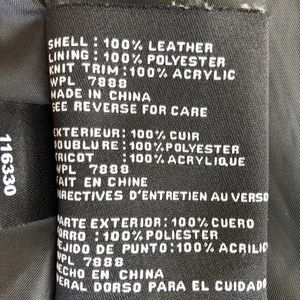 SHELL: 100% LEATHER
LINING: 100% POLYESTER
KNIT TRIM: 100% ACRYLIC
WPL 7888
MADE IN CHINA
SEE REVERSE FOR CARE
EXTERIEUR: 100% CUIR
DOUBLURE: 100% POLYESTER
TRICOT : 100% ACRYLIQUE
WPL 7888
FAIT EN CHINE
DIRECTIVES D'ENTRETIEN AU VERSO
PARTE EXTERIOR: 100% CUERO
FORRO : 100% POLYESTER
TEJIDO DE PUNTO: 100% ACRYLIC
WPL 7888
HECHO EN CHINA
VERAL DORSO PARA EL CUIDADO
116330